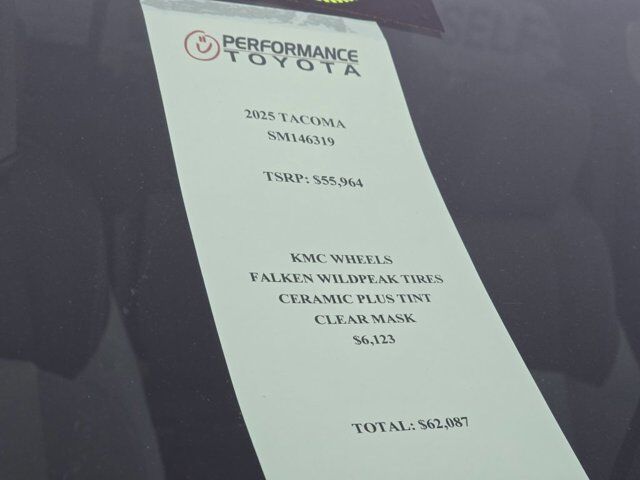 PERFORMANCE
TOYOTA
2025 TACOMA
SM146319
TSRP: $55,964
KMC WHEELS
FALKEN WILDPEAK TIRES
CERAMIC PLUS TINT
CLEAR MASK
$6,123
TOTAL: $62,087